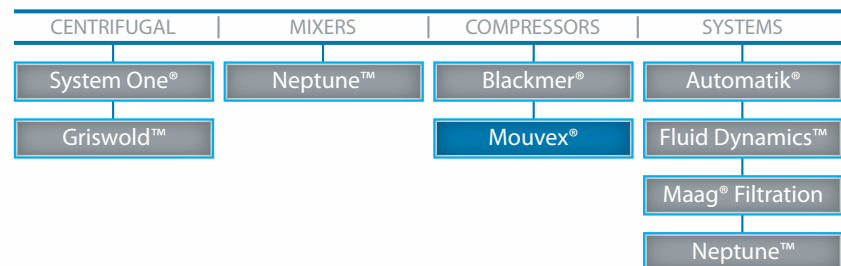 CENTRIFUGAL | MIXERS | COMPRESSORS | SYSTEMS
System One® Neptune™ Blackmer® Automatik®
Griswold™ Mouvex® Fluid Dynamics™
Maag® Filtration
Neptune™